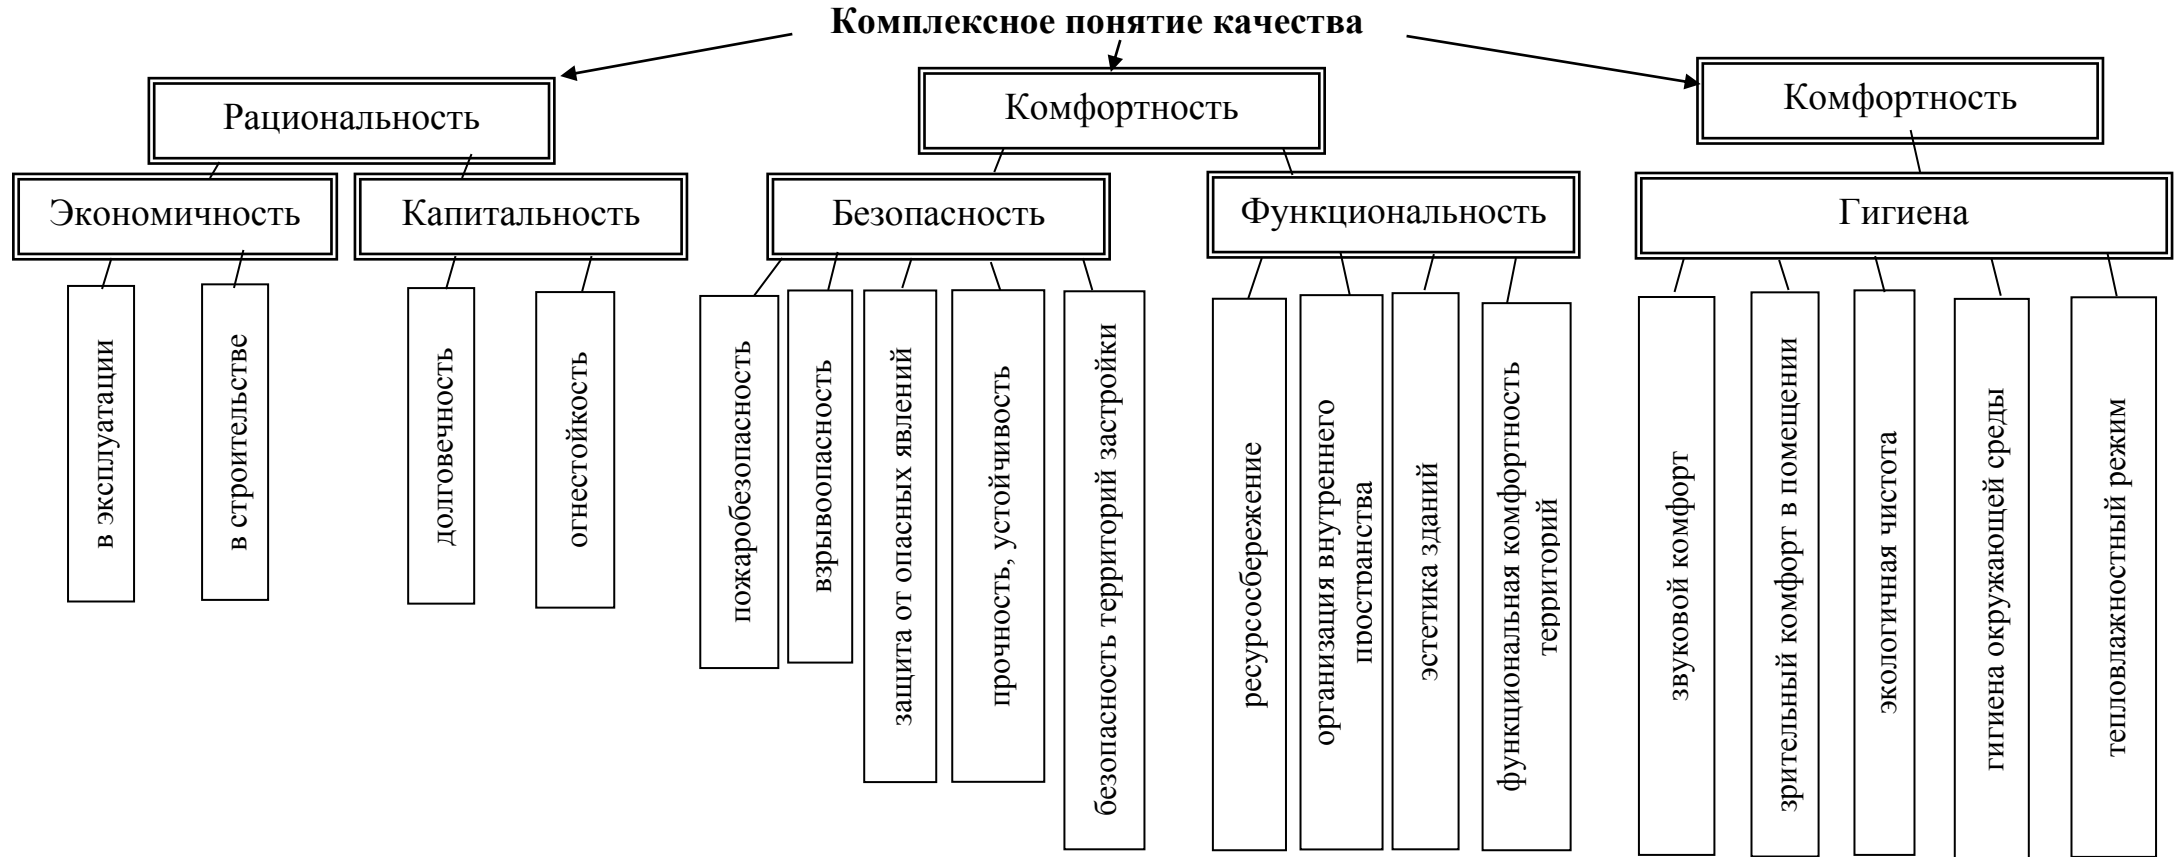 Комплексное понятие качества
Рациональность
Комфортность
Комфортность
Экономичность
Капитальность
Безопасность
Функциональность
Гигиена
в эксплуатации
в строительстве
долговечность
огнестойкость
пожаробезопасность
взрывоопасность
защита от опасных явлений
прочность, устойчивость
безопасность территорий застройки
ресурсосбережение
организация внутреннего
пространства
эстетика зданий
функциональная комфортность
территорий
звуковой комфорт
зрительный комфорт в помещении
экологичная чистота
гигиена окружающей среды
тепловлажностный режим